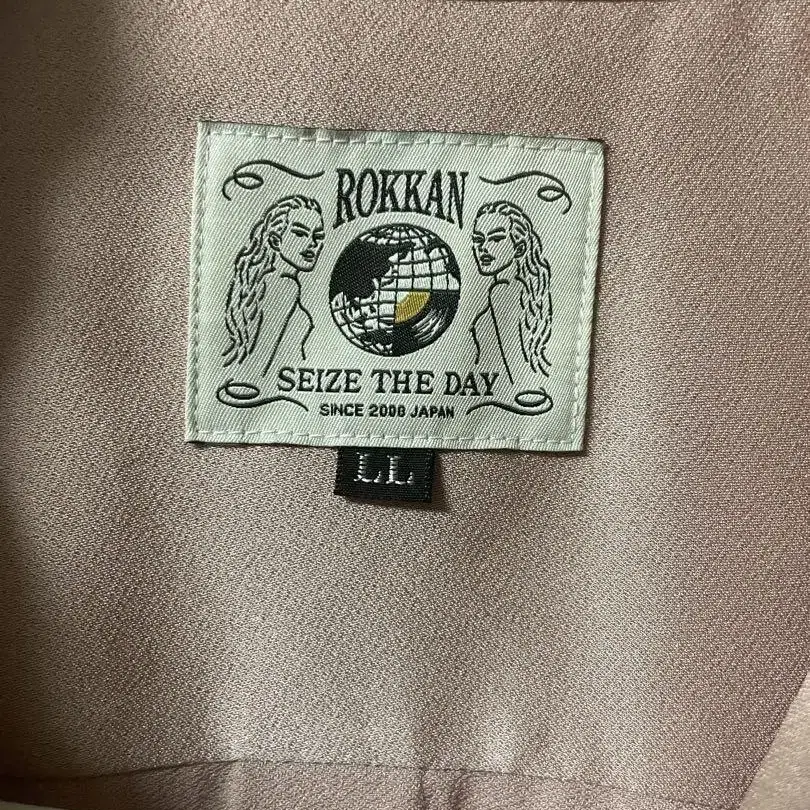 ROKKAN
SEIZE THE DAY
SINCE 2008 JAPAN
LL